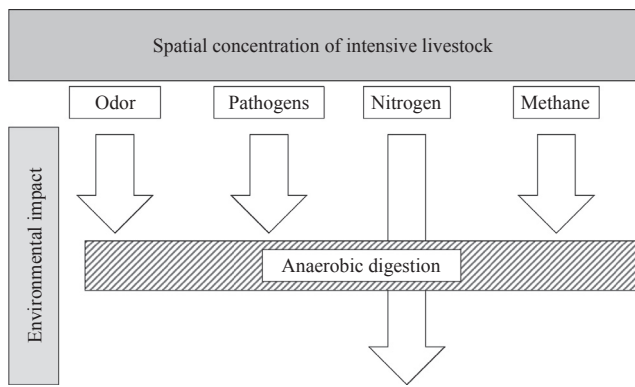 Spatial concentration of intensive livestock
Odor
Pathogens
Nitrogen
Methane
Environmental impact
Anaerobic digestion